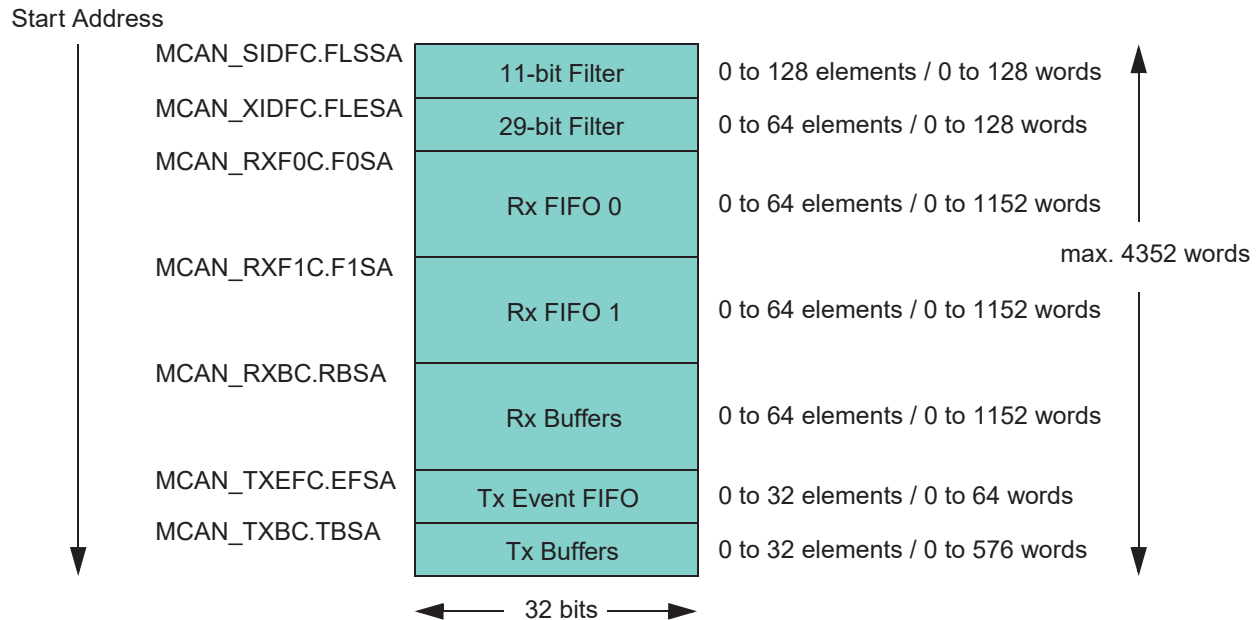 Start Address
MCAN_SIDFC.FLSSA
11-bit Filter
0 to 128 elements / 0 to 128 words
MCAN_XIDFC.FLESA
29-bit Filter
0 to 64 elements / 0 to 128 words
MCAN_RXF0C.F0SA
Rx FIFO 0
0 to 64 elements / 0 to 1152 words
max. 4352 words
MCAN_RXF1C.F1SA
Rx FIFO 1
0 to 64 elements / 0 to 1152 words
MCAN_RXBC.RBSA
Rx Buffers
0 to 64 elements / 0 to 1152 words
MCAN_TXEFC.EFSA
Tx Event FIFO
0 to 32 elements / 0 to 64 words
MCAN_TXBC.TBSA
Tx Buffers
0 to 32 elements / 0 to 576 words
32 bits